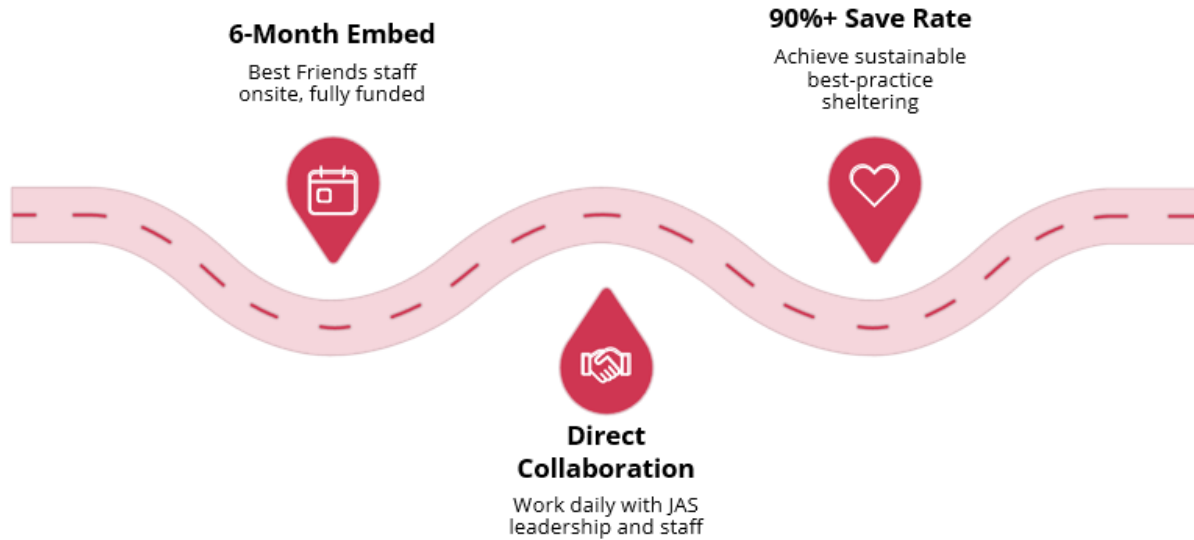 6-Month Embed
Best Friends staff
onsite, fully funded
Direct
Collaboration
Work daily with JAS
leadership and staff
90%+ Save Rate
Achieve sustainable
best-practice
sheltering